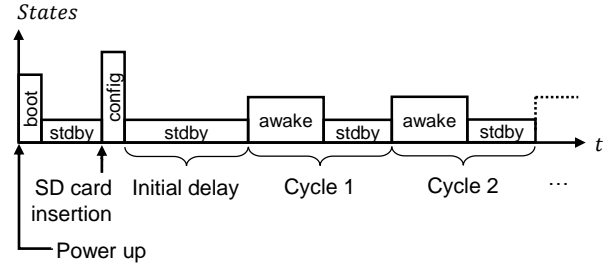 States
boot
stdby
config
stdby
awake
stdby
awake
stdby
t
SD card
insertion
Initial delay
Cycle 1
Cycle 2
...
Power up